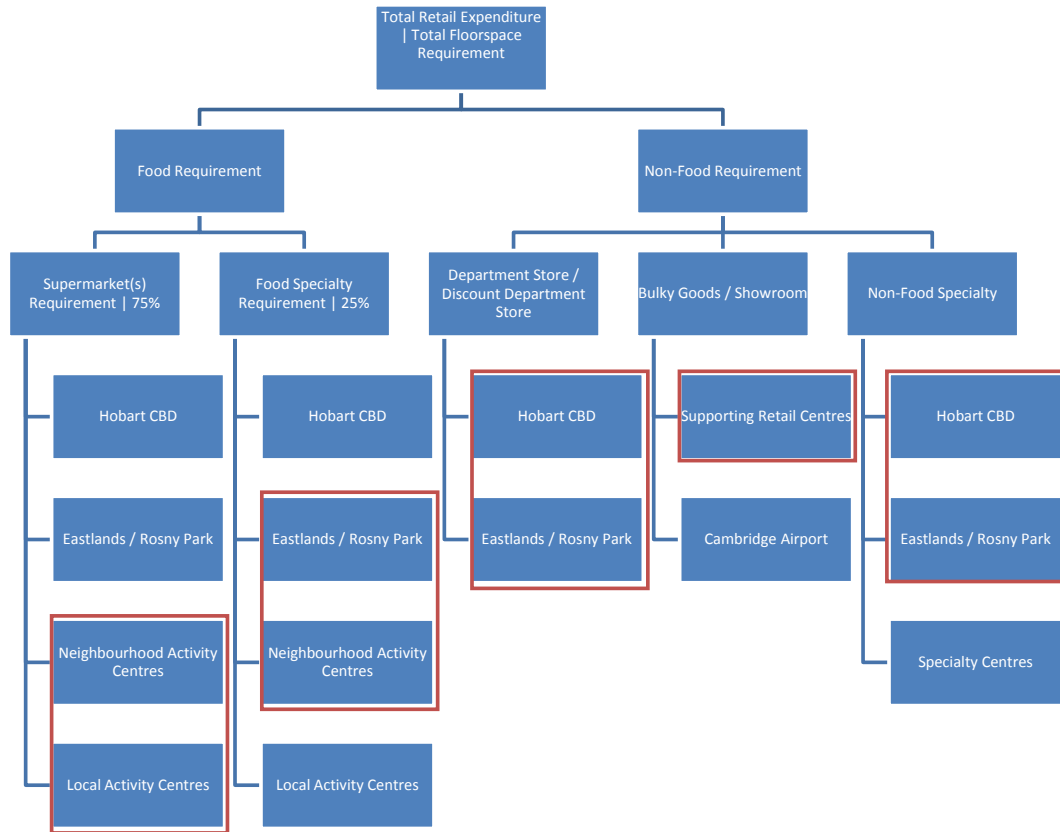 Total Retail Expenditure
| Total Floorspace
Requirement
Food Requirement
Non-Food Requirement
Supermarket(s)
Requirement | 75%
Food Specialty
Requirement | 25%
Department Store /
Discount Department
Store
Bulky Goods / Showroom
Non-Food Specialty
Hobart CBD
Hobart CBD
Hobart CBD
Supporting Retail Centres
Hobart CBD
Eastlands / Rosny Park
Eastlands / Rosny Park
Eastlands / Rosny Park
Cambridge Airport
Eastlands / Rosny Park
Neighbourhood Activity
Centres
Neighbourhood Activity
Centres
Specialty Centres
Local Activity Centres
Local Activity Centres